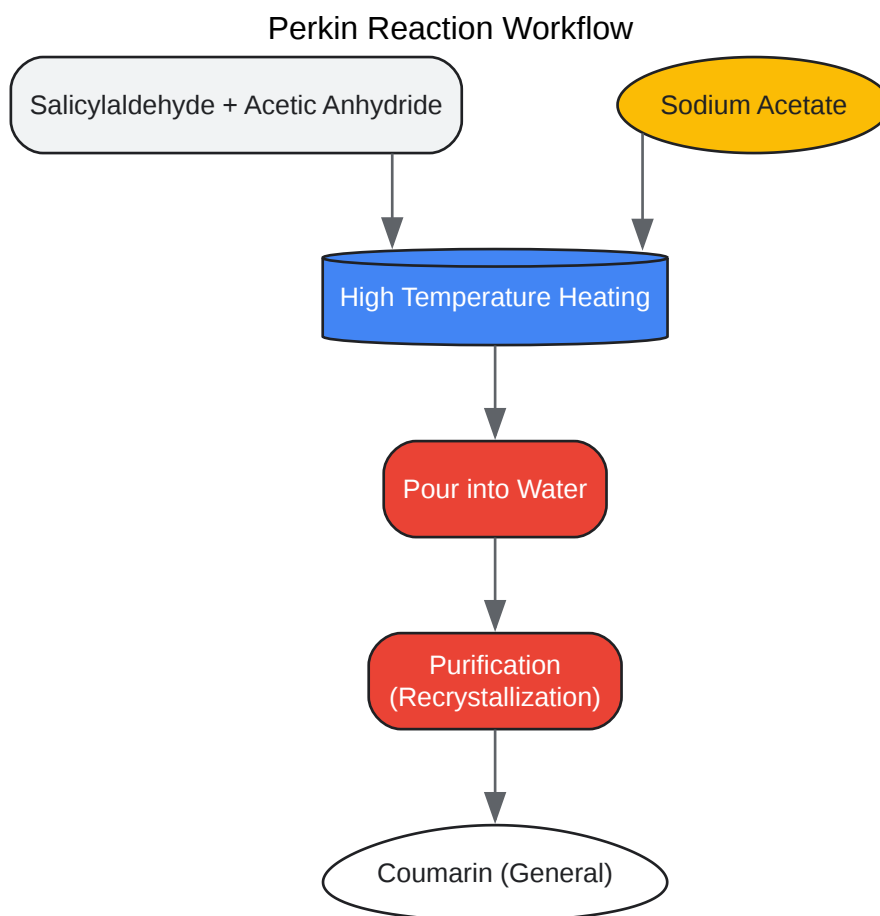 Perkin Reaction Workflow
Salicylaldehyde + Acetic Anhydride
Sodium Acetate
High Temperature Heating
Pour into Water
Purification
(Recrystallization)
Coumarin (General)